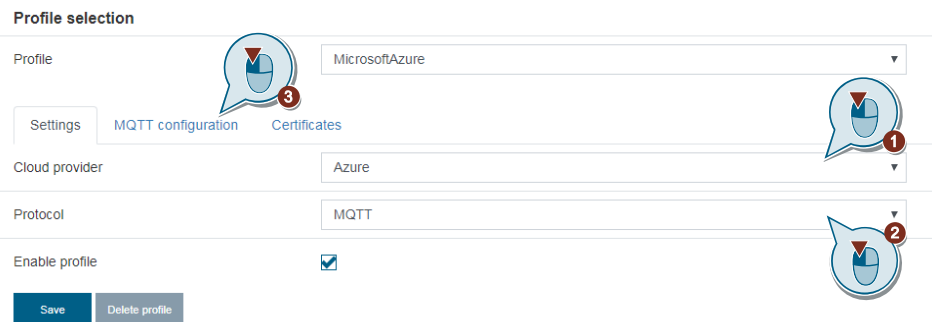 Profile selection
Profile MicrosoftAzure
3
Settings MQTT configuration Certificates
1
Cloud provider Azure
Protocol MQTT
2
Enable profile
Save Delete profile